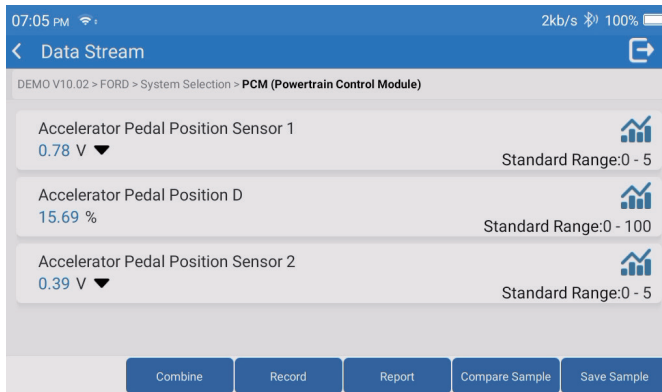 07:05 PM
2kb/s 100%
Data Stream
DEMO V10.02 > FORD > System Selection > PCM (Powertrain Control Module)
Accelerator Pedal Position Sensor 1
0.78 V
Standard Range:0 - 5
Accelerator Pedal Position D
15.69 %
Standard Range:0 - 100
Accelerator Pedal Position Sensor 2
0.39 V
Standard Range:0 - 5
Combine Record Report Compare Sample Save Sample